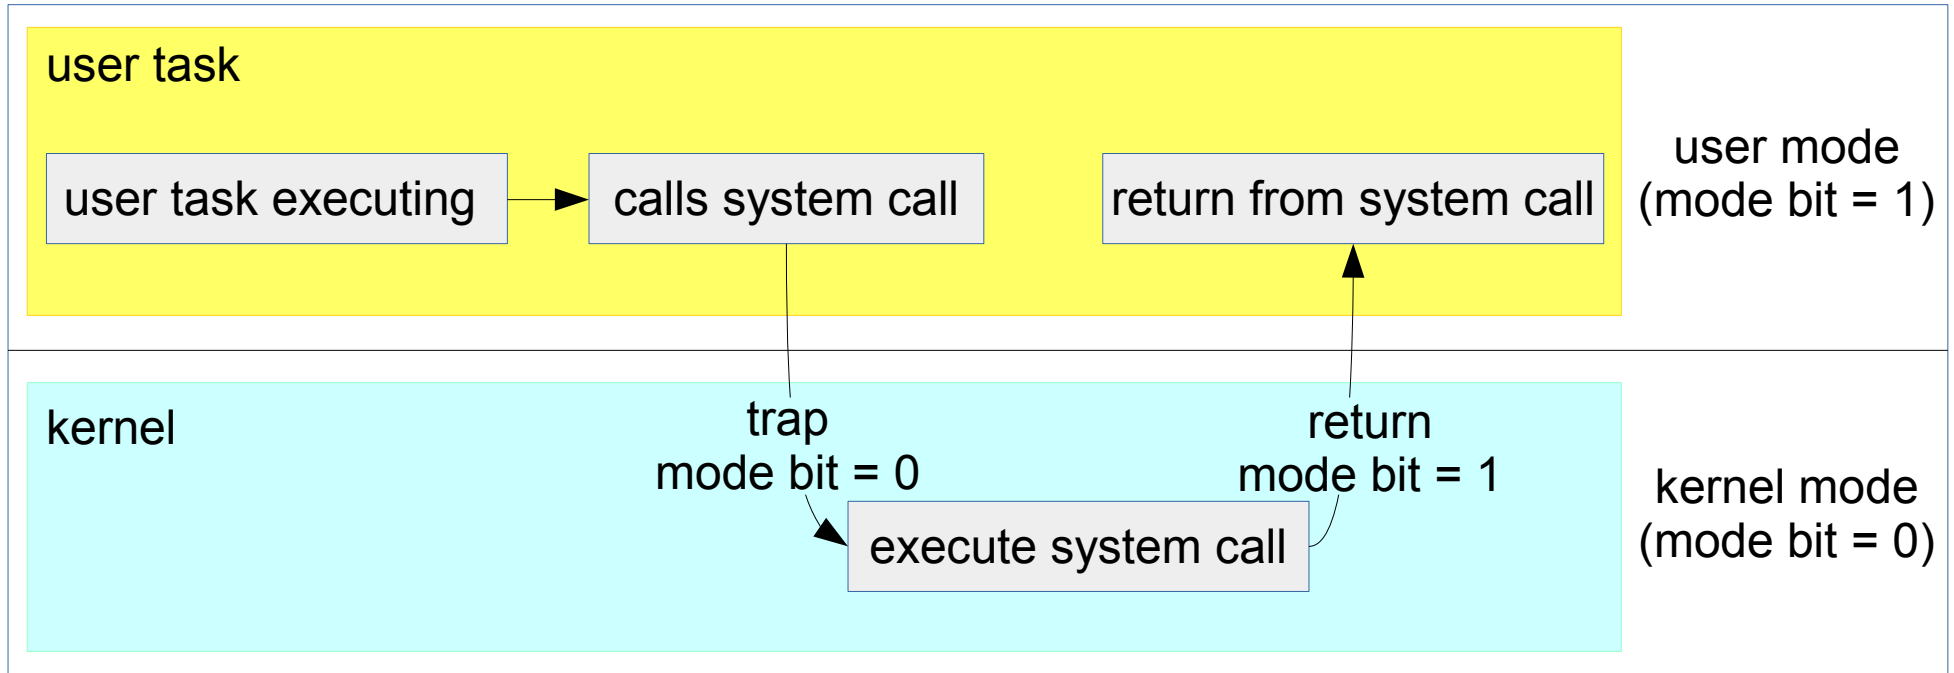 user task
user task executing
calls system call
return from system call
user mode
(mode bit = 1)
kernel
trap
mode bit = 0
return
mode bit = 1
execute system call
kernel mode
(mode bit = 0)